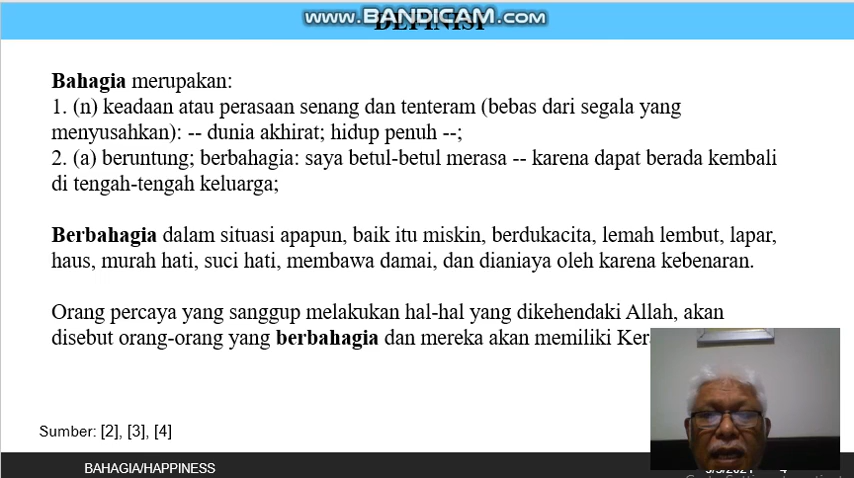 www.BANDICAM.com
DEFINISI
Bahagia merupakan:
1. (n) keadaan atau perasaan senang dan tenteram (bebas dari segala yang
menyusahkan): -- dunia akhirat; hidup penuh --;
2. (a) beruntung; berbahagia: saya betul-betul merasa -- karena dapat berada kembali
di tengah-tengah keluarga;
Berbahagia dalam situasi apapun, baik itu miskin, berdukacita, lemah lembut, lapar,
haus, murah hati, suci hati, membawa damai, dan dianiaya oleh karena kebenaran.
Orang percaya yang sanggup melakukan hal-hal yang dikehendaki Allah, akan
disebut orang-orang yang berbahagia dan mereka akan memiliki
Sumber: [2], [3], [4]
BAHAGIA/HAPPINESS